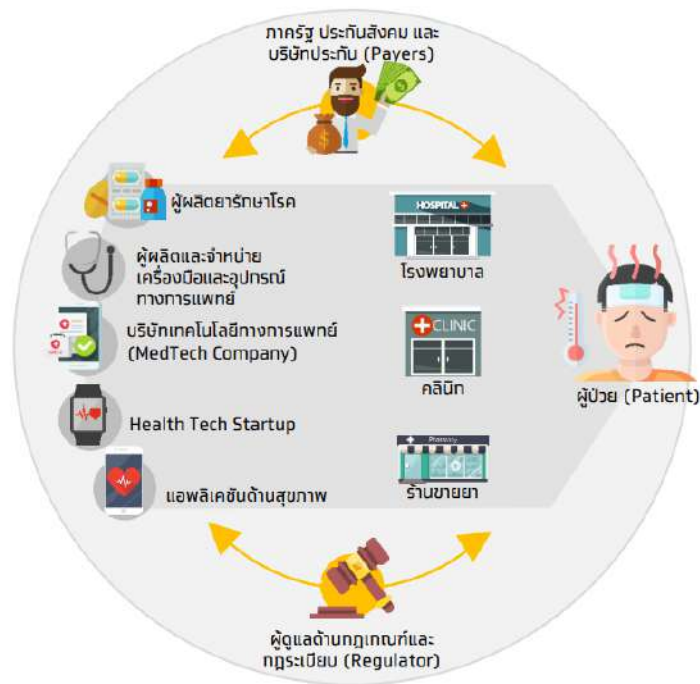 ภาครัฐ ประกันสังคม และ
บริษัทประกัน (Payers)
ผู้ผลิตยารักษาโรค
ผู้ผลิตและจำหน่าย
เครื่องมือและอุปกรณ์
ทางการแพทย์
บริษัทเทคโนโลยีทางการแพทย์
(MedTech Company)
Health Tech Startup
แอพลิเคชันด้านสุขภาพ
HOSPITAL
โรงพยาบาล
CLINIC
คลินิก
Pharmacy
ร้านขายยา
ผู้ป่วย (Patient)
ผู้ดูแลด้านกฎเกณฑ์และ
กฎระเบียบ (Regulator)